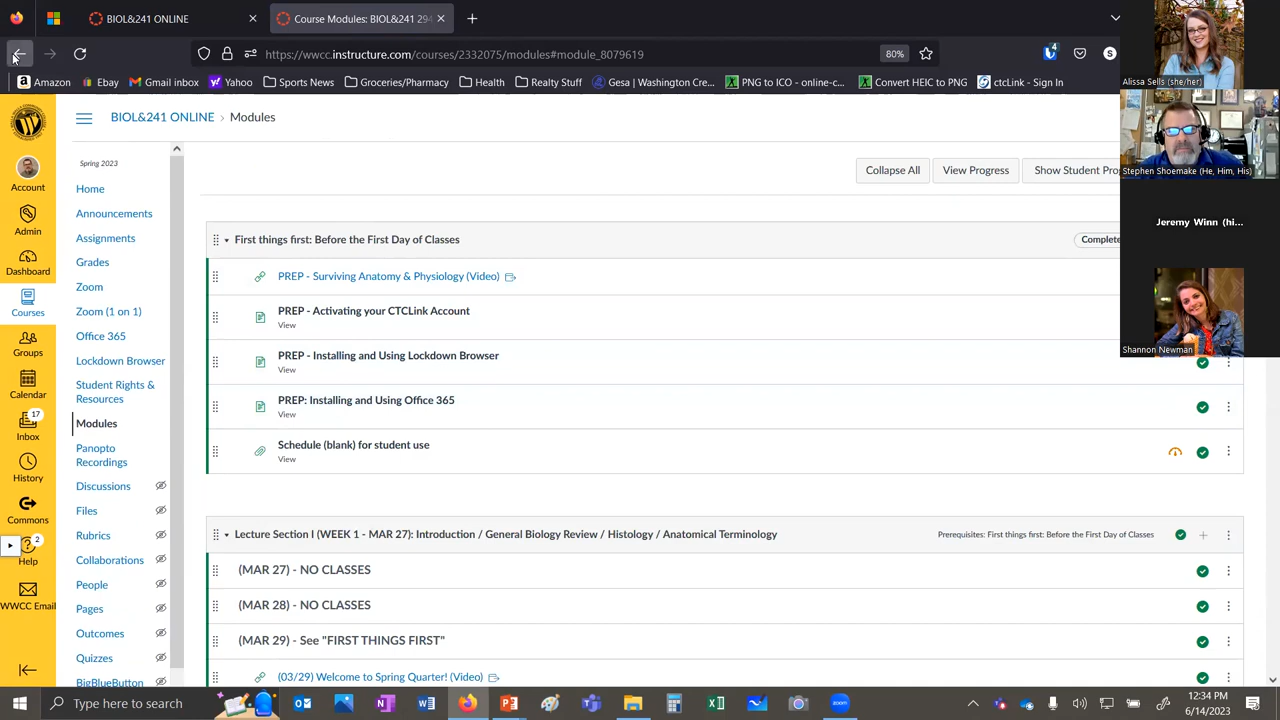 BIOL&241 ONLINE
Course Modules: BIOL&241 294
https://wwcc.instructure.com/courses/2332075/modules#module_8079619
80%
4
S
Amazon
Ebay
Gmail inbox
Yahoo
Sports/Fun
Groceries/Pharmacy
Health
Realty Stuff
Gesa | Washington Cre...
PNG to ICO - online-c...
Convert HEIC to PNG
ctcLink - Sign In
Alissa Sells (she/her)
Stephen Shoemake (He, Him, His)
Jeremy Winn (hi...
Shannon Newman
Account
Admin
Dashboard
Courses
Groups
Calendar
17
Inbox
History
Commons
2
Help
WWCC Email
BIOL&241 ONLINE › Modules
Spring 2023
Home
Announcements
Assignments
Grades
Zoom
Zoom (1 on 1)
Office 365
Lockdown Browser
Student Rights &
Resources
Modules
Panopto
Recordings
Discussions
Files
Rubrics
Collaborations
People
Pages
Outcomes
Quizzes
BigBlueButton
Collapse All
View Progress
Show Student Prog
First things first: Before the First Day of Classes
Complete
PREP - Surviving Anatomy & Physiology (Video)
PREP - Activating your CTCLink Account
View
PREP - Installing and Using Lockdown Browser
View
PREP: Installing and Using Office 365
View
Schedule (blank) for student use
View
Lecture Section I (WEEK 1 - MAR 27): Introduction / General Biology Review / Histology / Anatomical Terminology
Prerequisites: First things first: Before the First Day of Classes
(MAR 27) - NO CLASSES
(MAR 28) - NO CLASSES
(MAR 29) - See "FIRST THINGS FIRST"
(03/29) Welcome to Spring Quarter! (Video)
Type here to search
12:34 PM
6/14/2023